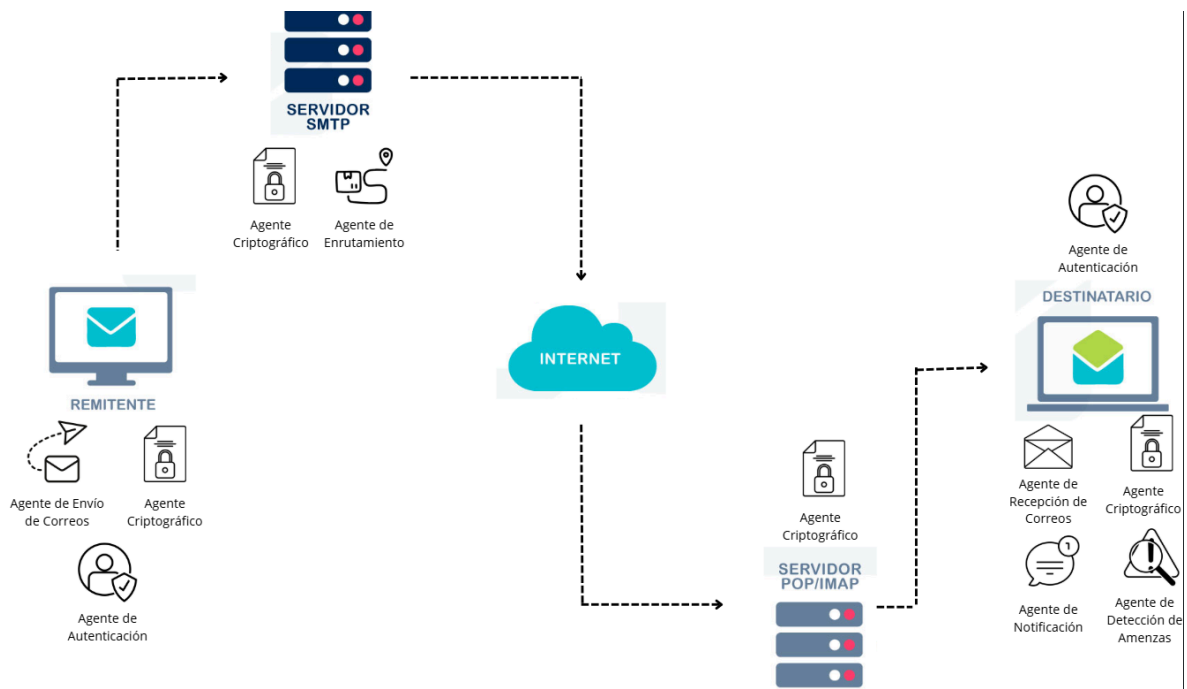 SERVIDOR
SMTP
Agente
Criptográfico
Agente de
Enrutamiento
Agente de
Autenticación
DESTINATARIO
INTERNET
REMITENTE
Agente de Envío
de Correos
Agente
Criptográfico
Agente de
Autenticación
Agente
Criptográfico
SERVIDOR
POP/IMAP
Agente de
Recepción de
Correos
Agente
Criptográfico
1
Agente de
Notificación
Agente de
Detección de
Amenzas